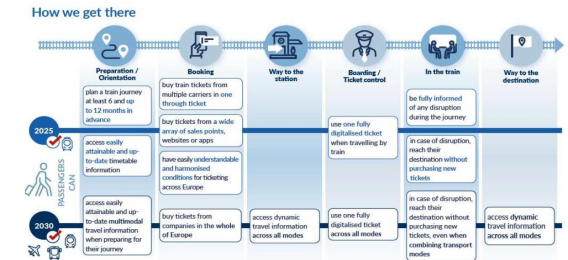 How we get there
Preparation /
Orientation
Booking
Way to the
station
Boarding /
Ticket control
In the train
Way to the
destination
plan a train journey
at least 6 and up
to 12 months in
advance
buy train tickets from
multiple carriers in one
through ticket
be fully informed
of any disruption
during the journey
2025
buy tickets from a wide
array of sales points,
websites or apps
use one fully
digitalised ticket
when travelling by
train
access easily
attainable and up-
to-date timetable
information
have easily understandable
and harmonised
conditions for ticketing
across Europe
in case of disruption,
reach their
destination without
purchasing new
tickets
PASSENGERS
CAN
2030
access easily
attainable and up-
to-date multimodal
travel information
when preparing for
their journey
buy tickets from
companies in the whole
of Europe
access dynamic
travel information
across all modes
use one fully
digitalised ticket
across all modes
in case of disruption,
reach their
destination without
purchasing new
tickets, even when
combining transport
modes
access dynamic
travel information
across all modes